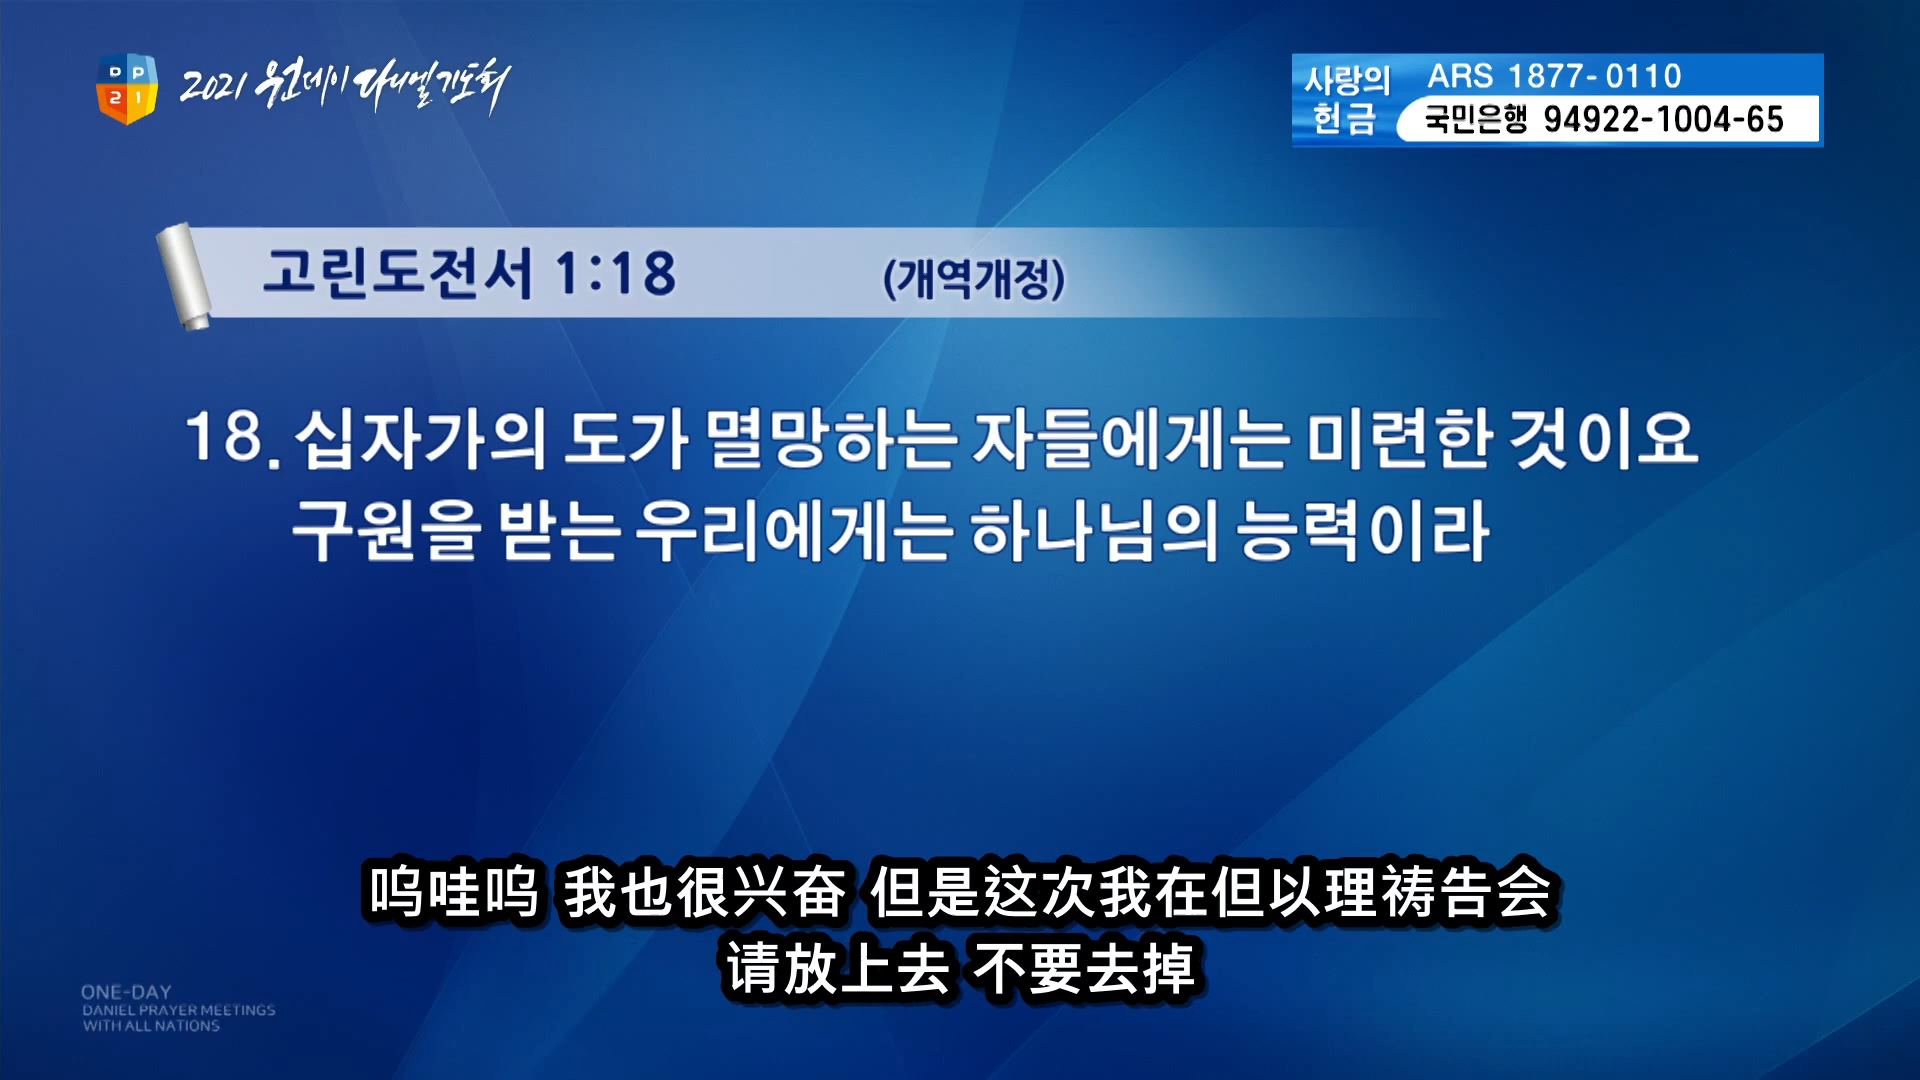 DP
21
2021 원데이 다니엘기도회
사랑의 헌금
ARS 1877-0110
국민은행 94922-1004-65
고린도전서 1:18 (개역개정)
18. 십자가의 도가 멸망하는 자들에게는 미련한 것이요
구원을 받는 우리에게는 하나님의 능력이라
呜哇呜 我也很兴奋 但是这次我在但以理祷告会
请放上去 不要去掉
ONE-DAY
DANIEL PRAYER MEETINGS
WITH ALL NATIONS